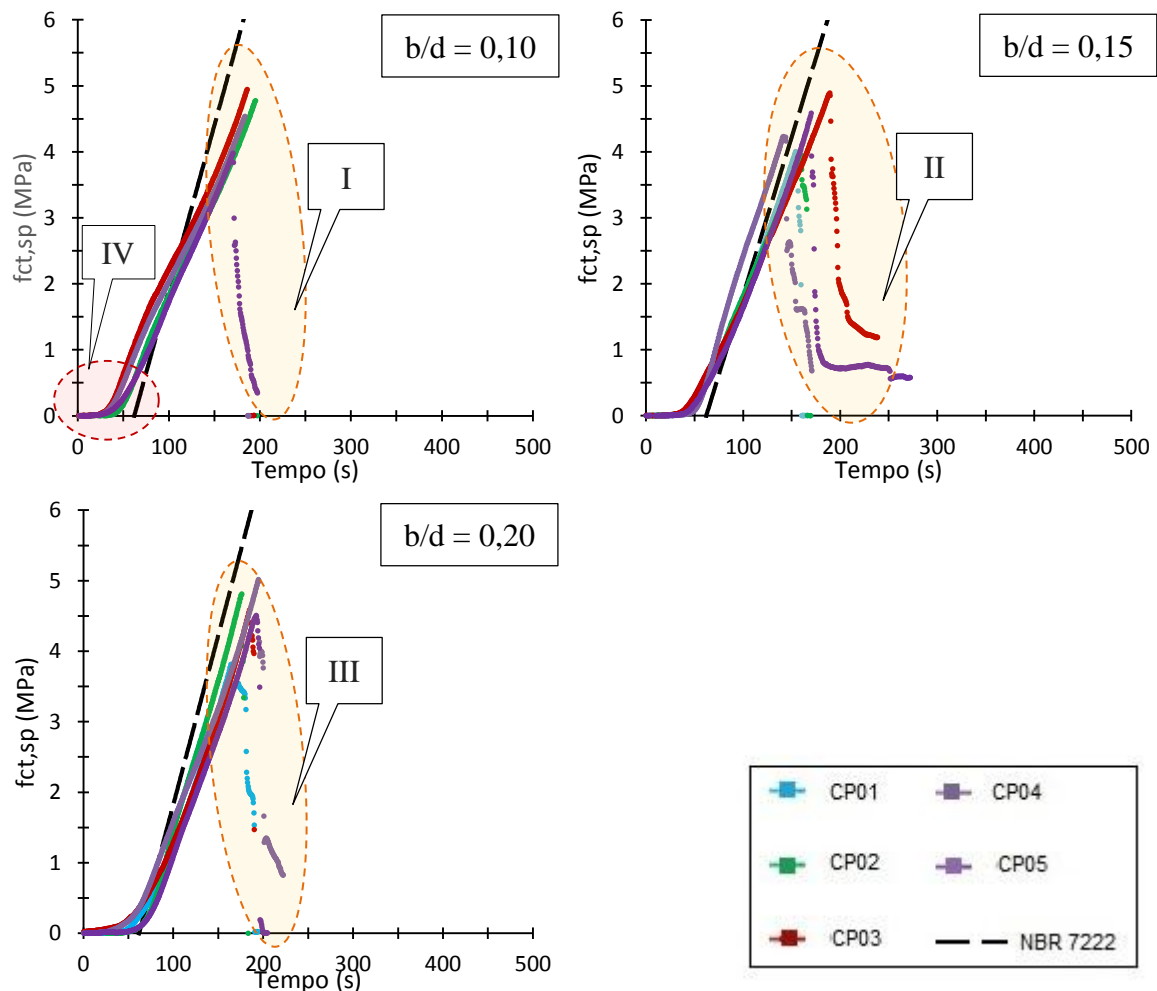 b/d = 0,10
I
IV
fct,sp (MPa)
6
5
4
3
2
1
0
0 100 200 300 400 500
Tempo (s)
b/d = 0,15
II
fct,sp (MPa)
6
5
4
3
2
1
0
0 100 200 300 400 500
Tempo (s)
b/d = 0,20
III
fct,sp (MPa)
6
5
4
3
2
1
0
0 100 200 300 400 500
Tempo (s)
CP01 CP04
CP02 CP05
CP03 NBR 7222